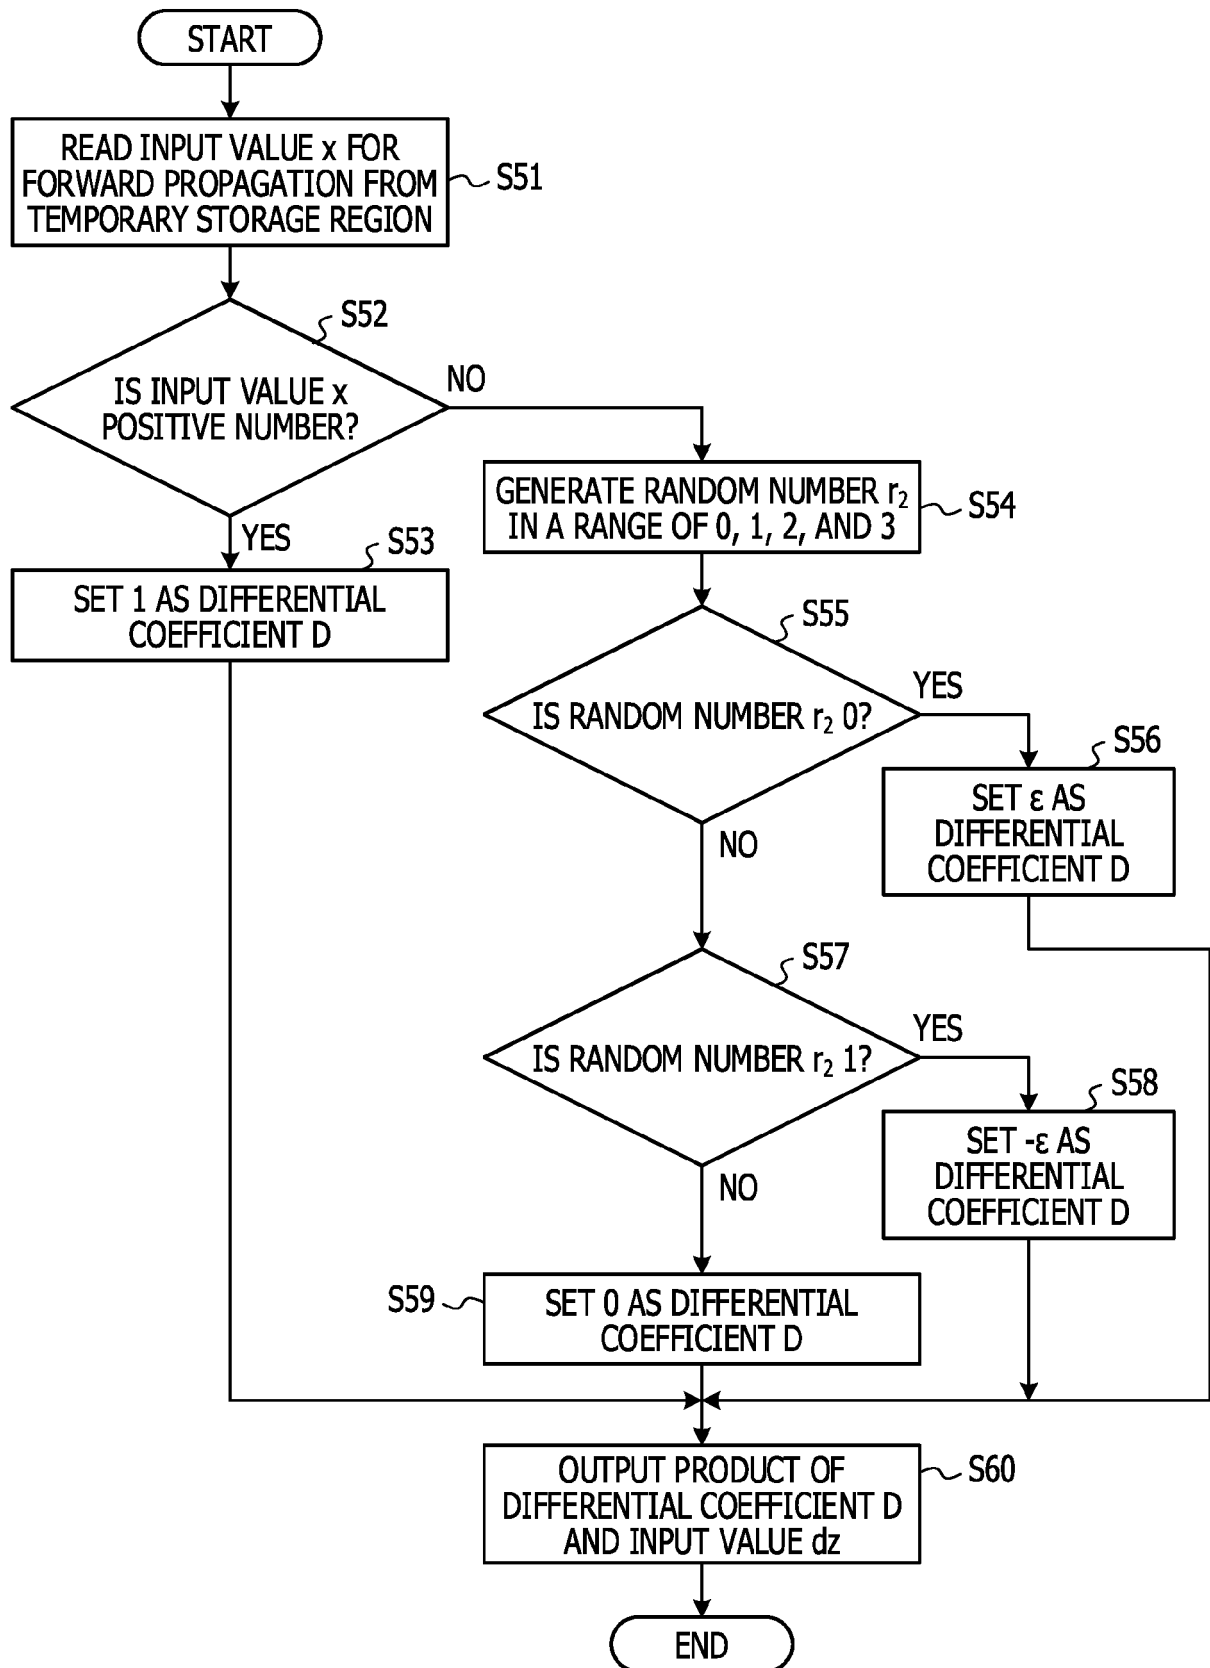 START
READ INPUT VALUE x FOR
FORWARD PROPAGATION FROM
TEMPORARY STORAGE REGION
S51
S52
IS INPUT VALUE x
POSITIVE NUMBER?
NO
YES
S53
SET 1 AS DIFFERENTIAL
COEFFICIENT D
GENERATE RANDOM NUMBER r₂
IN A RANGE OF 0, 1, 2, AND 3
S54
S55
IS RANDOM NUMBER r₂ 0?
YES
S56
SET ε AS
DIFFERENTIAL
COEFFICIENT D
NO
S57
IS RANDOM NUMBER r₂ 1?
YES
S58
SET -ε AS
DIFFERENTIAL
COEFFICIENT D
NO
S59
SET 0 AS DIFFERENTIAL
COEFFICIENT D
OUTPUT PRODUCT OF
DIFFERENTIAL COEFFICIENT D
AND INPUT VALUE dz
S60
END